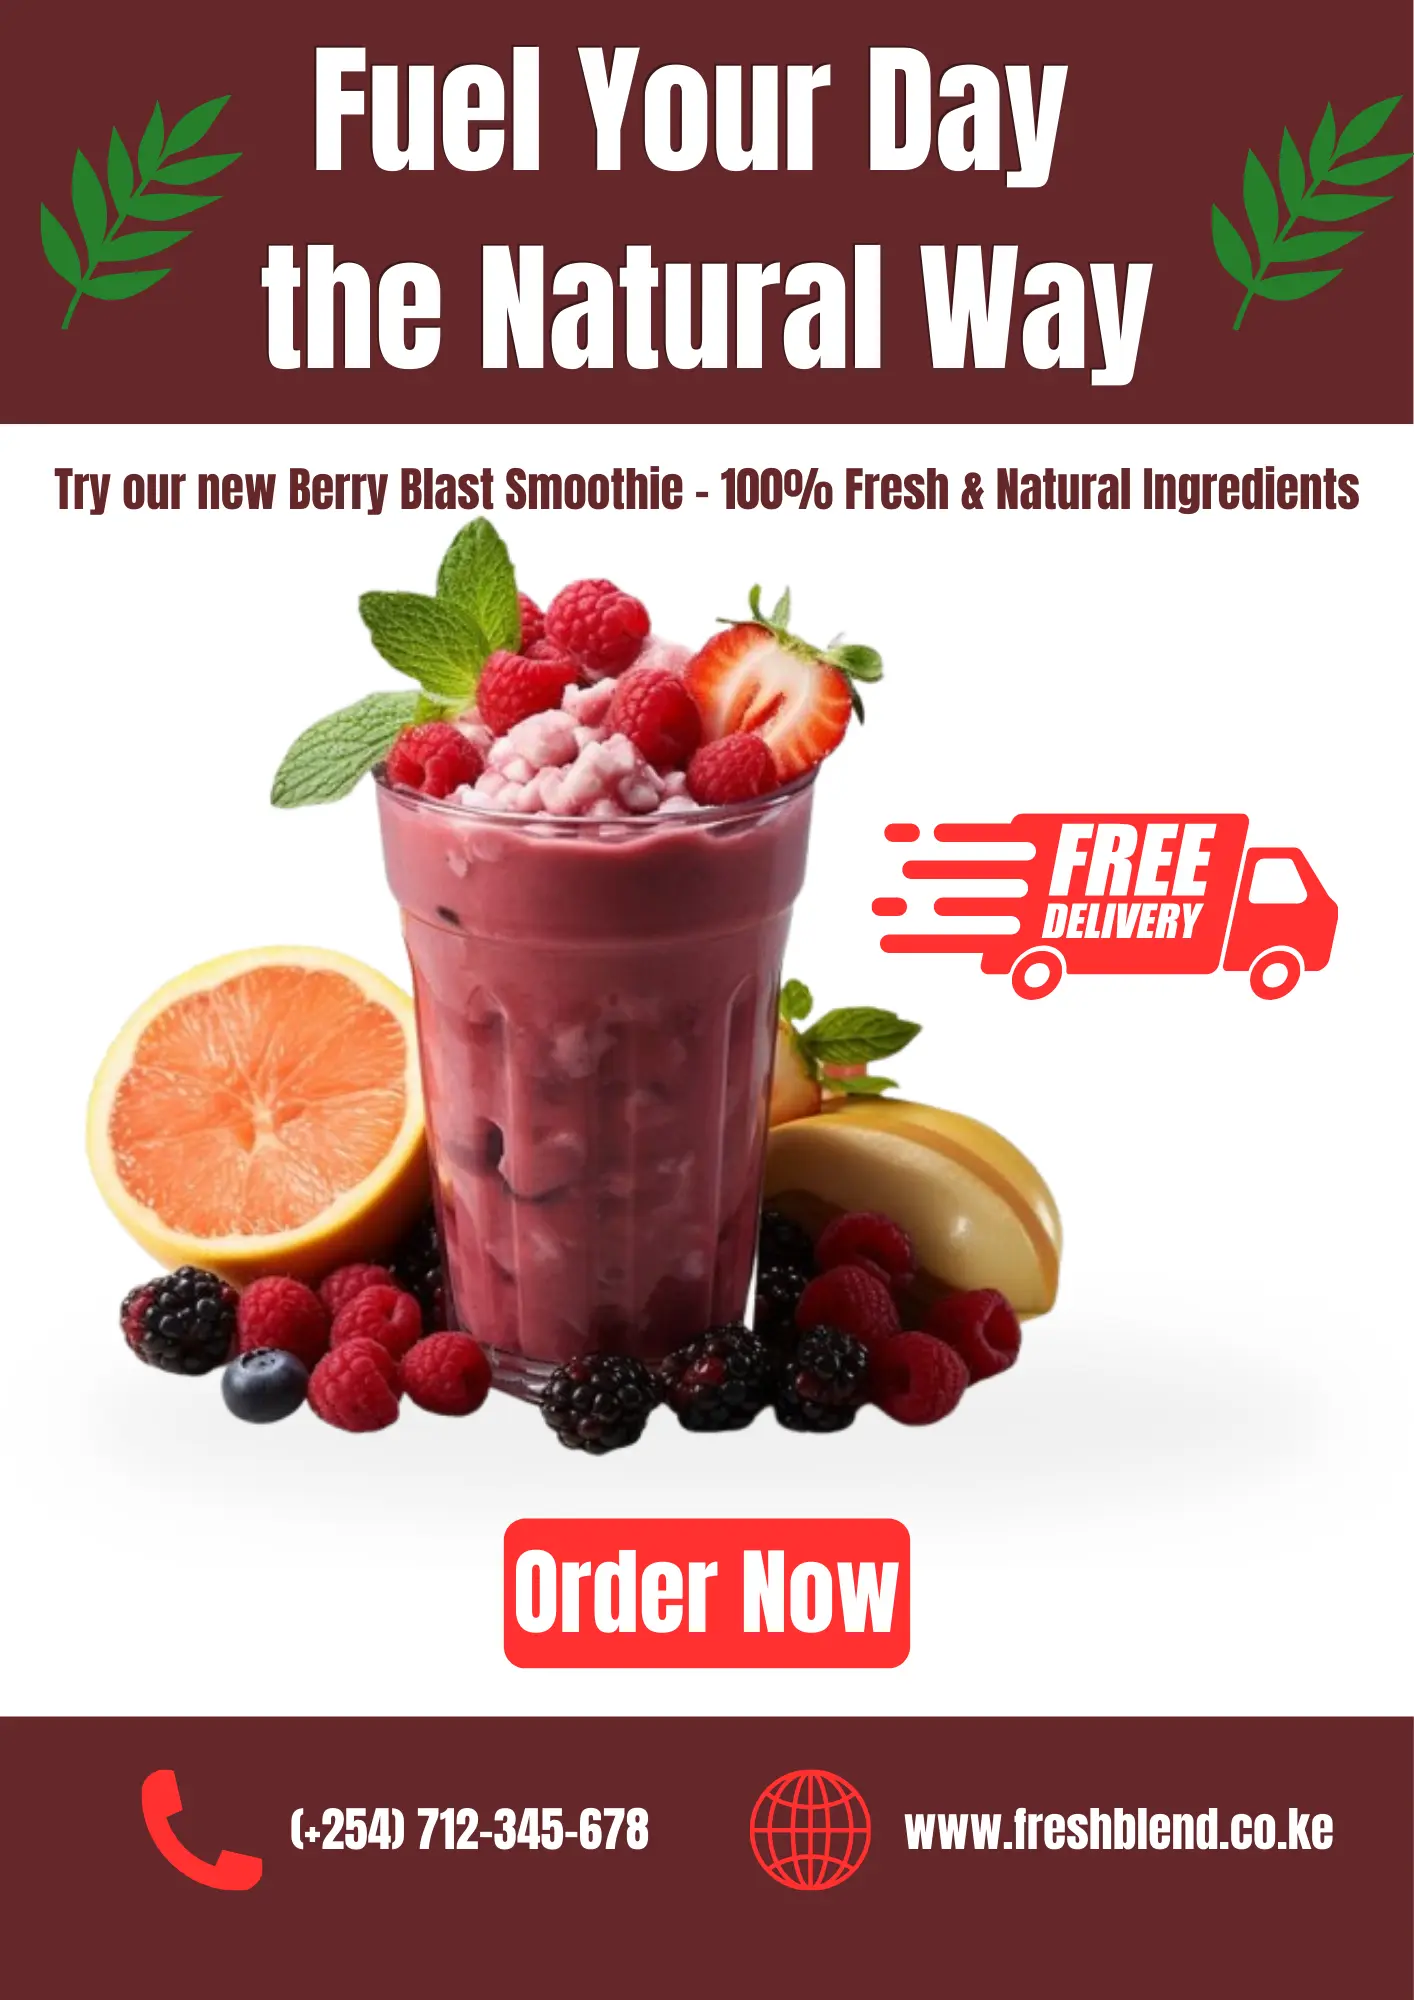 Fuel Your Day
the Natural Way
Try our new Berry Blast Smoothie - 100% Fresh & Natural Ingredients
FREE
DELIVERY
Order Now
(+254) 712-345-678
www.freshblend.co.ke